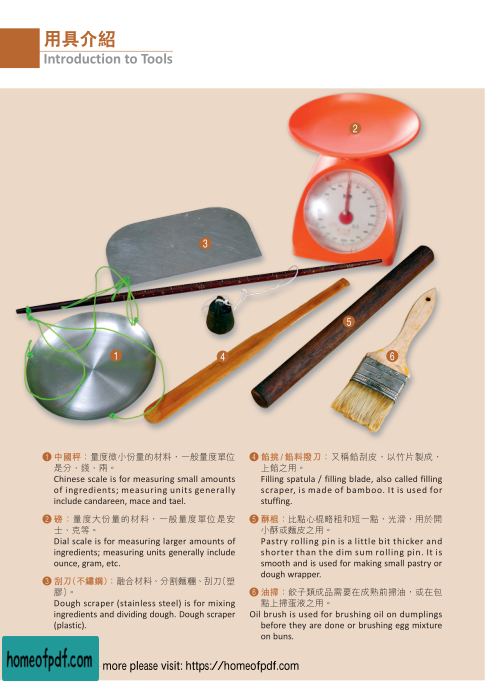 用具介紹
Introduction to Tools
2
3
1
4
5
6
1 中國秤：量度微小份量的材料，一般量度單位
是分、錢、兩。
Chinese scale is for measuring small amounts
of ingredients; measuring units generally
include candareen, mace and tael.
2 磅：量度大份量的材料，一般量度單位是安
士、克等。
Dial scale is for measuring larger amounts of
ingredients; measuring units generally include
ounce, gram, etc.
3 刮刀(不鏽鋼)：融合材料、分割麵糰、刮刀(塑
膠)。
Dough scraper (stainless steel) is for mixing
ingredients and dividing dough. Dough scraper
(plastic).
4 餡挑/餡料撥刀：又稱餡刮皮，以竹片製成，
上餡之用。
Filling spatula / filling blade, also called filling
scraper, is made of bamboo. It is used for
stuffing.
5 酥棍：比點心棍略粗和短一點，光滑，用於開
小酥或麵皮之用。
Pastry rolling pin is a little bit thicker and
shorter than the dim sum rolling pin. It is
smooth and is used for making small pastry or
dough wrapper.
6 油掃：餃子類成品需要在成熟前掃油，或在包
點上掃蛋液之用。
Oil brush is used for brushing oil on dumplings
before they are done or brushing egg mixture
on buns.
homeofpdf.com
more please visit: https://homeofpdf.com